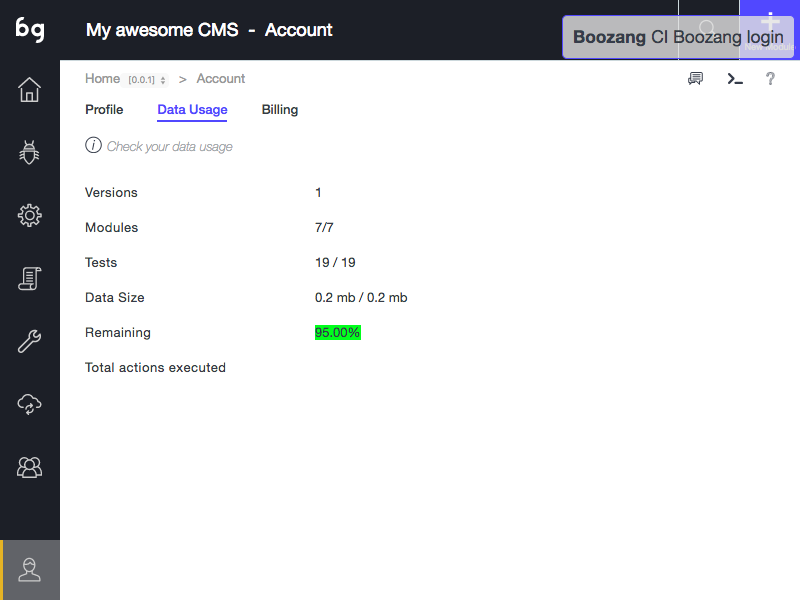 bg
My awesome CMS - Account
Boozang CI Boozang login
New Module
Home [0.0.1] > Account
?
Profile Data Usage Billing
i Check your data usage
Versions 1
Modules 7/7
Tests 19 / 19
Data Size 0.2 mb / 0.2 mb
Remaining 95.00%
Total actions executed